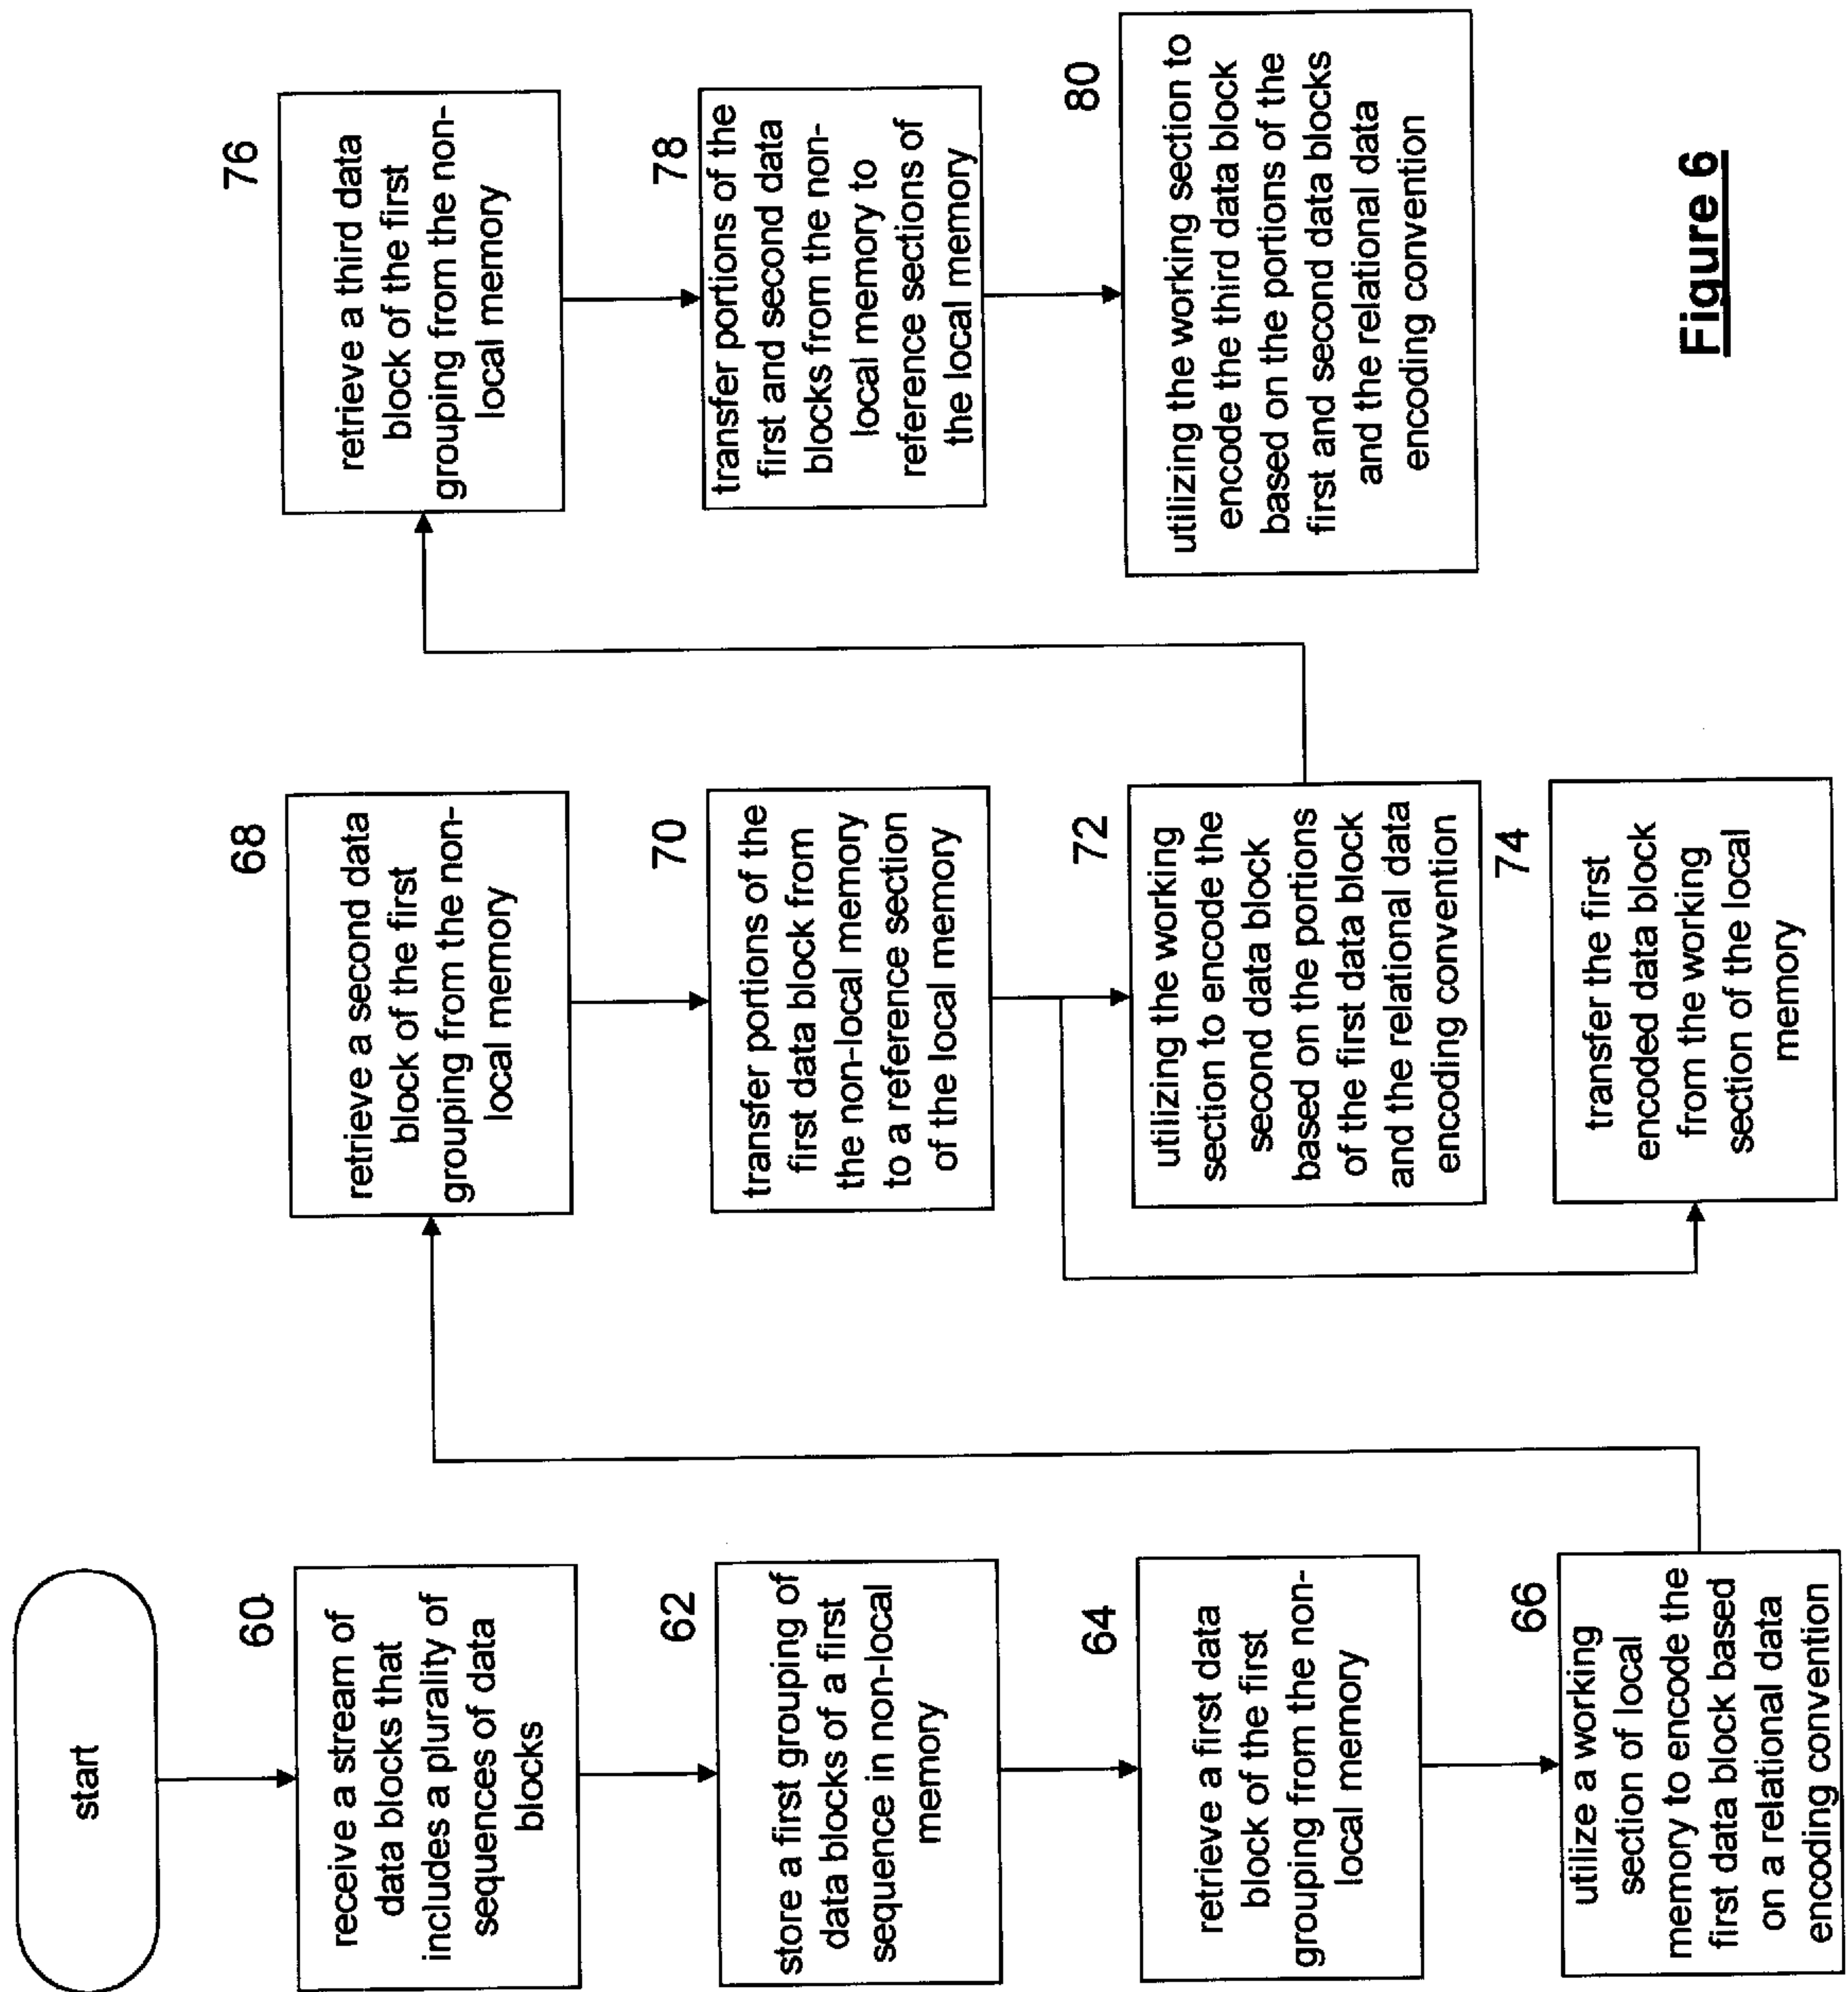 start
60
receive a stream of
data blocks that
includes a plurality of
sequences of data
blocks
62
store a first grouping of
data blocks of a first
sequence in non-local
memory
64
retrieve a first data
block of the first
grouping from the non-
local memory
66
utilize a working
section of local
memory to encode the
first data block based
on a relational data
encoding convention
68
retrieve a second data
block of the first
grouping from the non-
local memory
70
transfer portions of the
first data block from
the non-local memory
to a reference section
of the local memory
72
utilizing the working
section to encode the
second data block
based on the portions
of the first data block
and the relational data
encoding convention
74
transfer the first
encoded data block
from the working
section of the local
memory
76
retrieve a third data
block of the first
grouping from the non-
local memory
78
transfer portions of the
first and second data
blocks from the non-
local memory to
reference sections of
the local memory
80
utilizing the working section to
encode the third data block
based on the portions of the
first and second data blocks
and the relational data
encoding convention
Figure 6